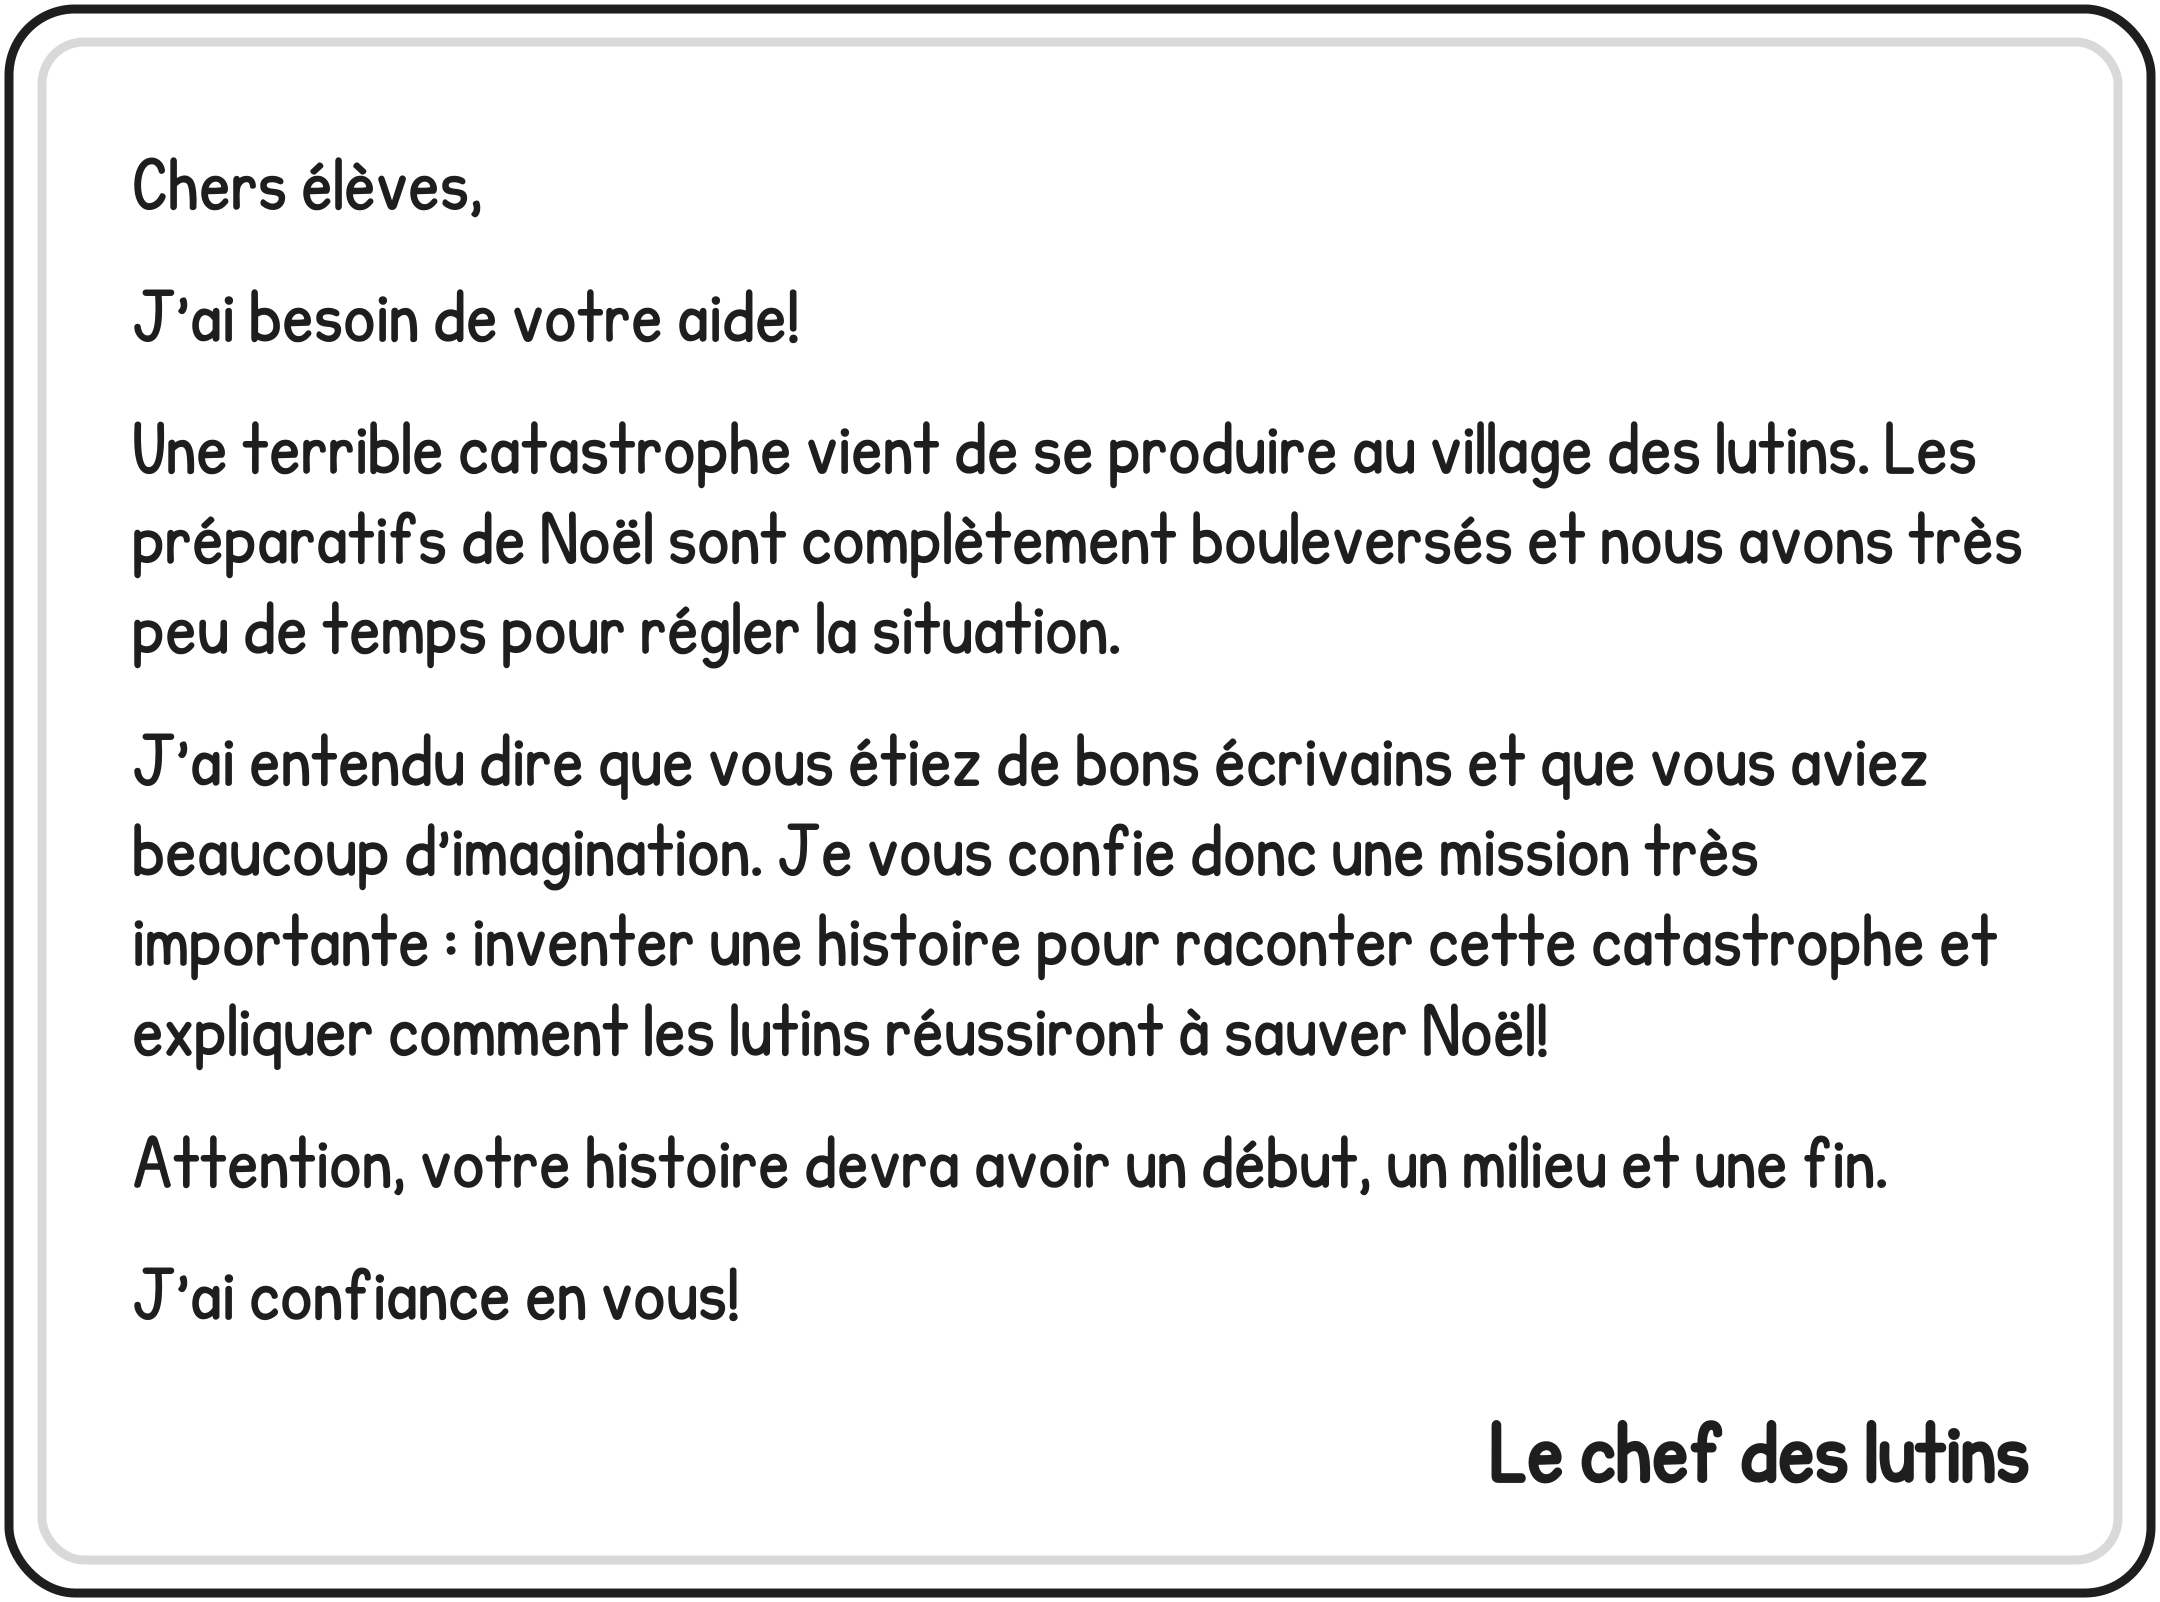 Chers élèves,
J’ai besoin de votre aide!
Une terrible catastrophe vient de se produire au village des lutins. Les
préparatifs de Noël sont complètement bouleversés et nous avons très
peu de temps pour régler la situation.
J’ai entendu dire que vous étiez de bons écrivains et que vous aviez
beaucoup d’imagination. Je vous confie donc une mission très
importante : inventer une histoire pour raconter cette catastrophe et
expliquer comment les lutins réussiront à sauver Noël!
Attention, votre histoire devra avoir un début, un milieu et une fin.
J’ai confiance en vous!
Le chef des lutins